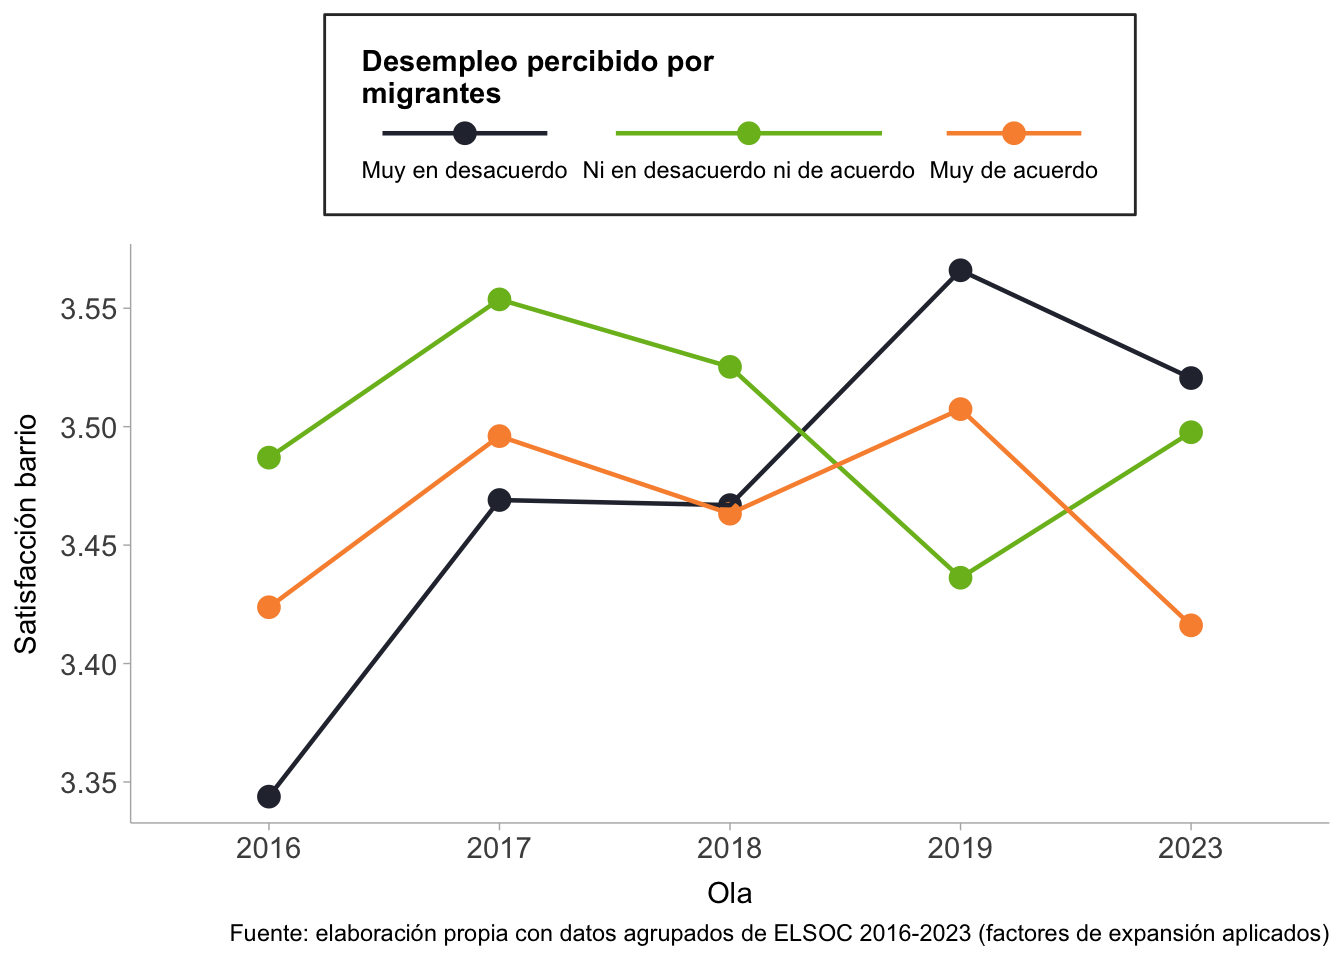 Desempleo percibido por
migrantes
Muy en desacuerdo Ni en desacuerdo ni de acuerdo Muy de acuerdo
3.55
3.50
3.45
3.40
3.35
Satisfacción barrio
2016 2017 2018 2019 2023
Ola
Fuente: elaboración propia con datos agrupados de ELSOC 2016-2023 (factores de expansión aplicados)